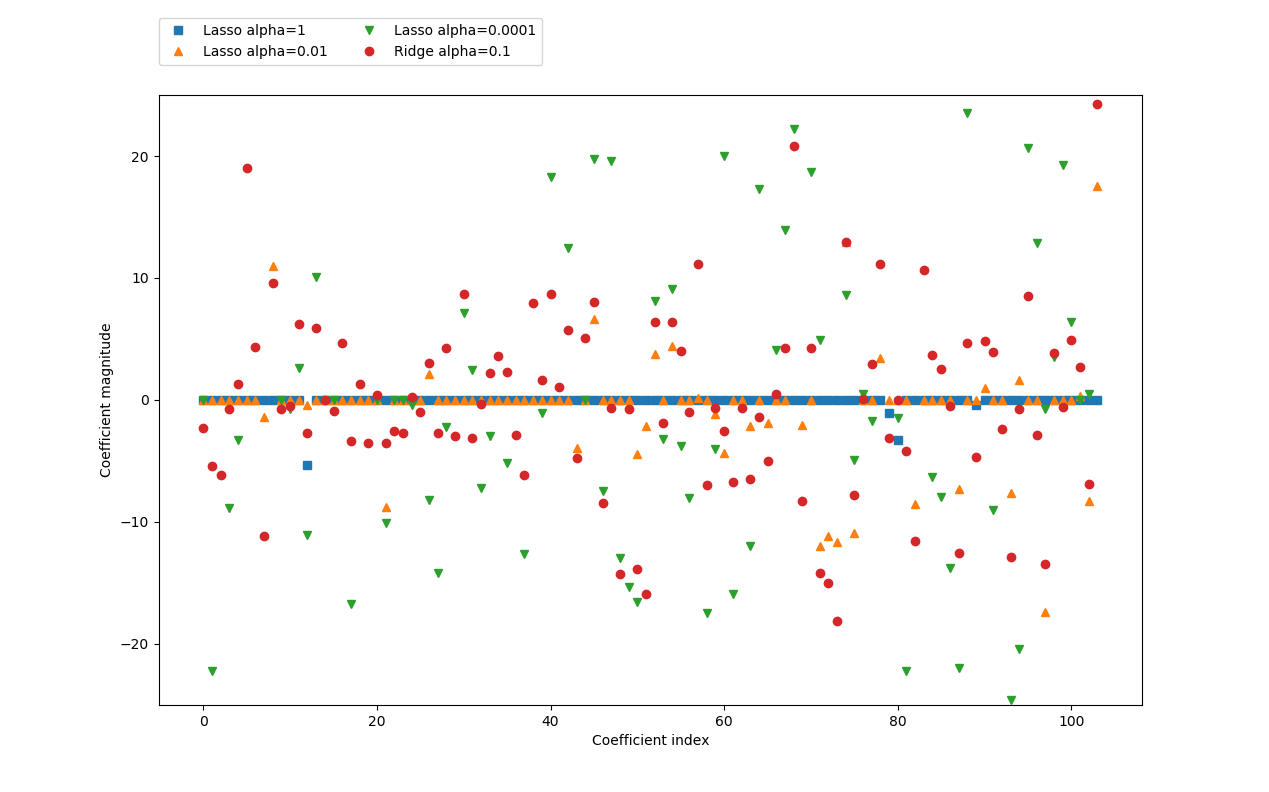 Lasso alpha=1
Lasso alpha=0.01
Lasso alpha=0.0001
Ridge alpha=0.1
Coefficient magnitude
20
10
0
−10
−20
0 20 40 60 80 100
Coefficient index